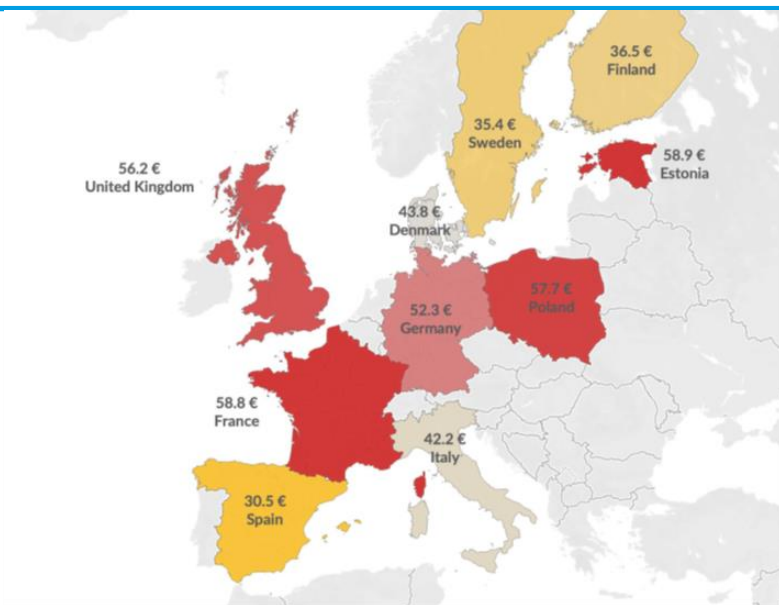 36.5 €
Finland
35.4 €
Sweden
58.9 €
Estonia
56.2 €
United Kingdom
43.8 €
Denmark
57.7 €
Poland
52.3 €
Germany
58.8 €
France
42.2 €
Italy
30.5 €
Spain